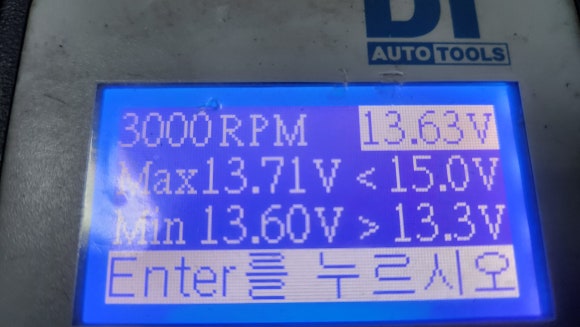 AUTO TOOLS
3000RPM 13.63V
Max13.71V < 15.0V
Min 13.60V > 13.3V
Enter를 누르시오